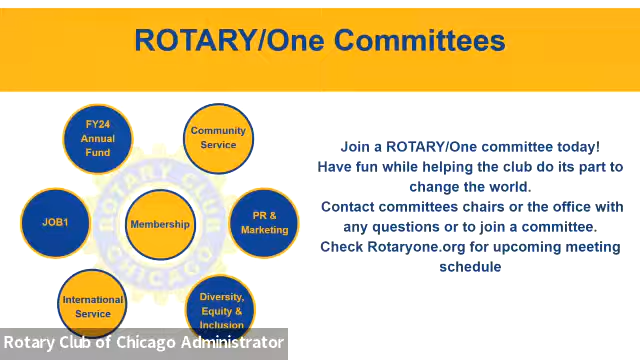 ROTARY/One Committees
FY24
Annual
Fund
Community
Service
JOB1
Membership
PR &
Marketing
International
Service
Diversity,
Equity &
Inclusion
ROTARY CLUB
CHICAGO
Join a ROTARY/One committee today!
Have fun while helping the club do its part to
change the world.
Contact committees chairs or the office with
any questions or to join a committee.
Check Rotaryone.org for upcoming meeting
schedule
Rotary Club of Chicago Administrator